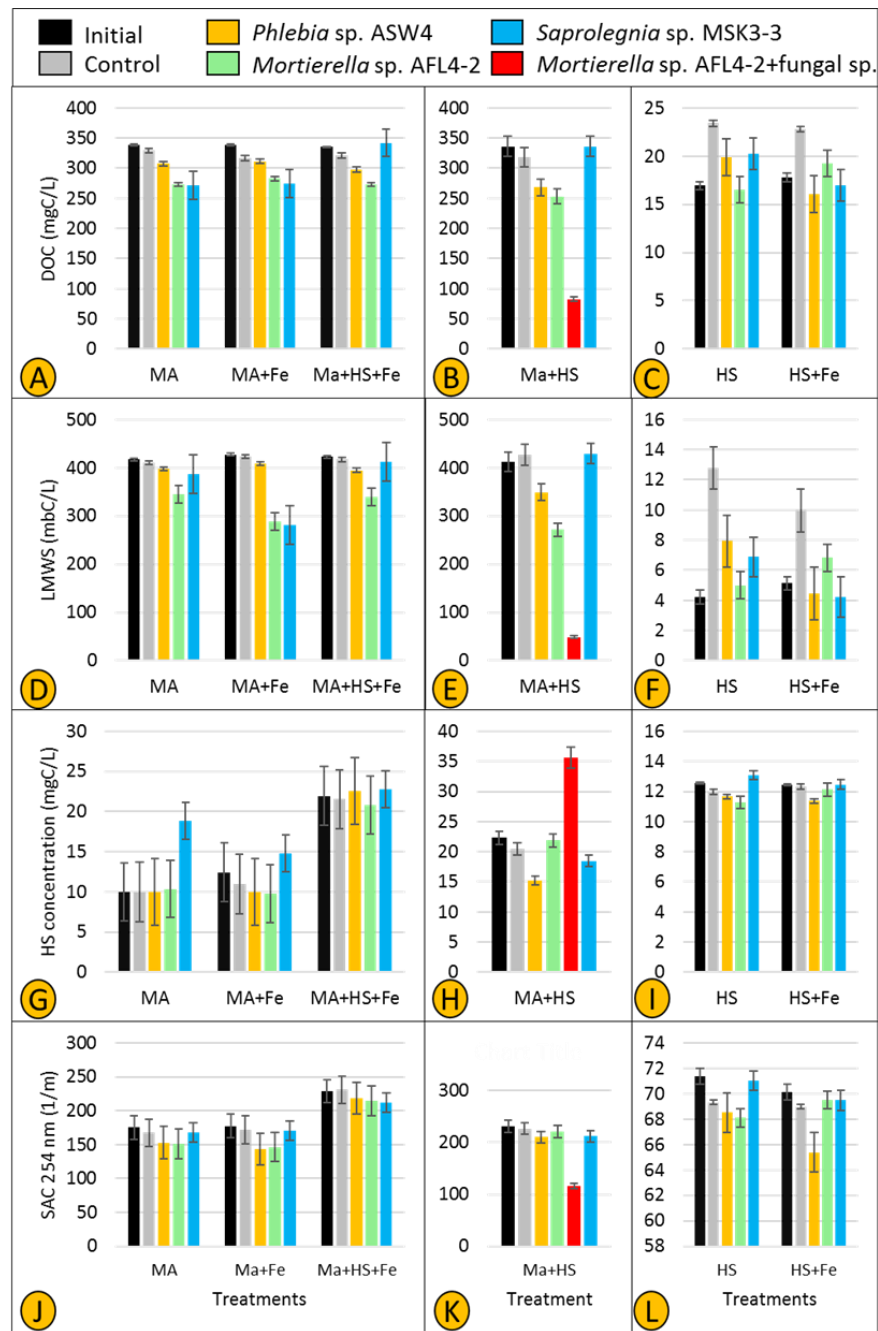 Initial
Phlebia sp. ASW4
Saprolegnia sp. MSK3-3
Control
Mortierella sp. AFL4-2
Mortierella sp. AFL4-2+fungal sp.
DOC (mgC/L)
400
350
300
250
200
150
100
50
0
MA
MA+Fe
Ma+HS+Fe
A
400
350
300
250
200
150
100
50
0
Ma+HS
B
25
20
15
10
5
0
HS
HS+Fe
C
LMWS (mbC/L)
500
400
300
200
100
0
MA
MA+Fe
MA+HS+Fe
D
500
400
300
200
100
0
MA+HS
E
16
14
12
10
8
6
4
2
0
HS
HS+Fe
F
HS concentration (mgC/L)
30
25
20
15
10
5
0
MA
MA+Fe
MA+HS+Fe
G
40
35
30
25
20
15
10
5
0
MA+HS
H
16
14
12
10
8
6
4
2
0
HS
HS+Fe
I
SAC 254 nm (1/m)
300
250
200
150
100
50
0
MA
Ma+Fe
Ma+HS+Fe
Treatments
J
300
200
100
0
Ma+HS
Treatment
K
74
72
70
68
66
64
62
60
58
HS
HS+Fe
Treatments
L